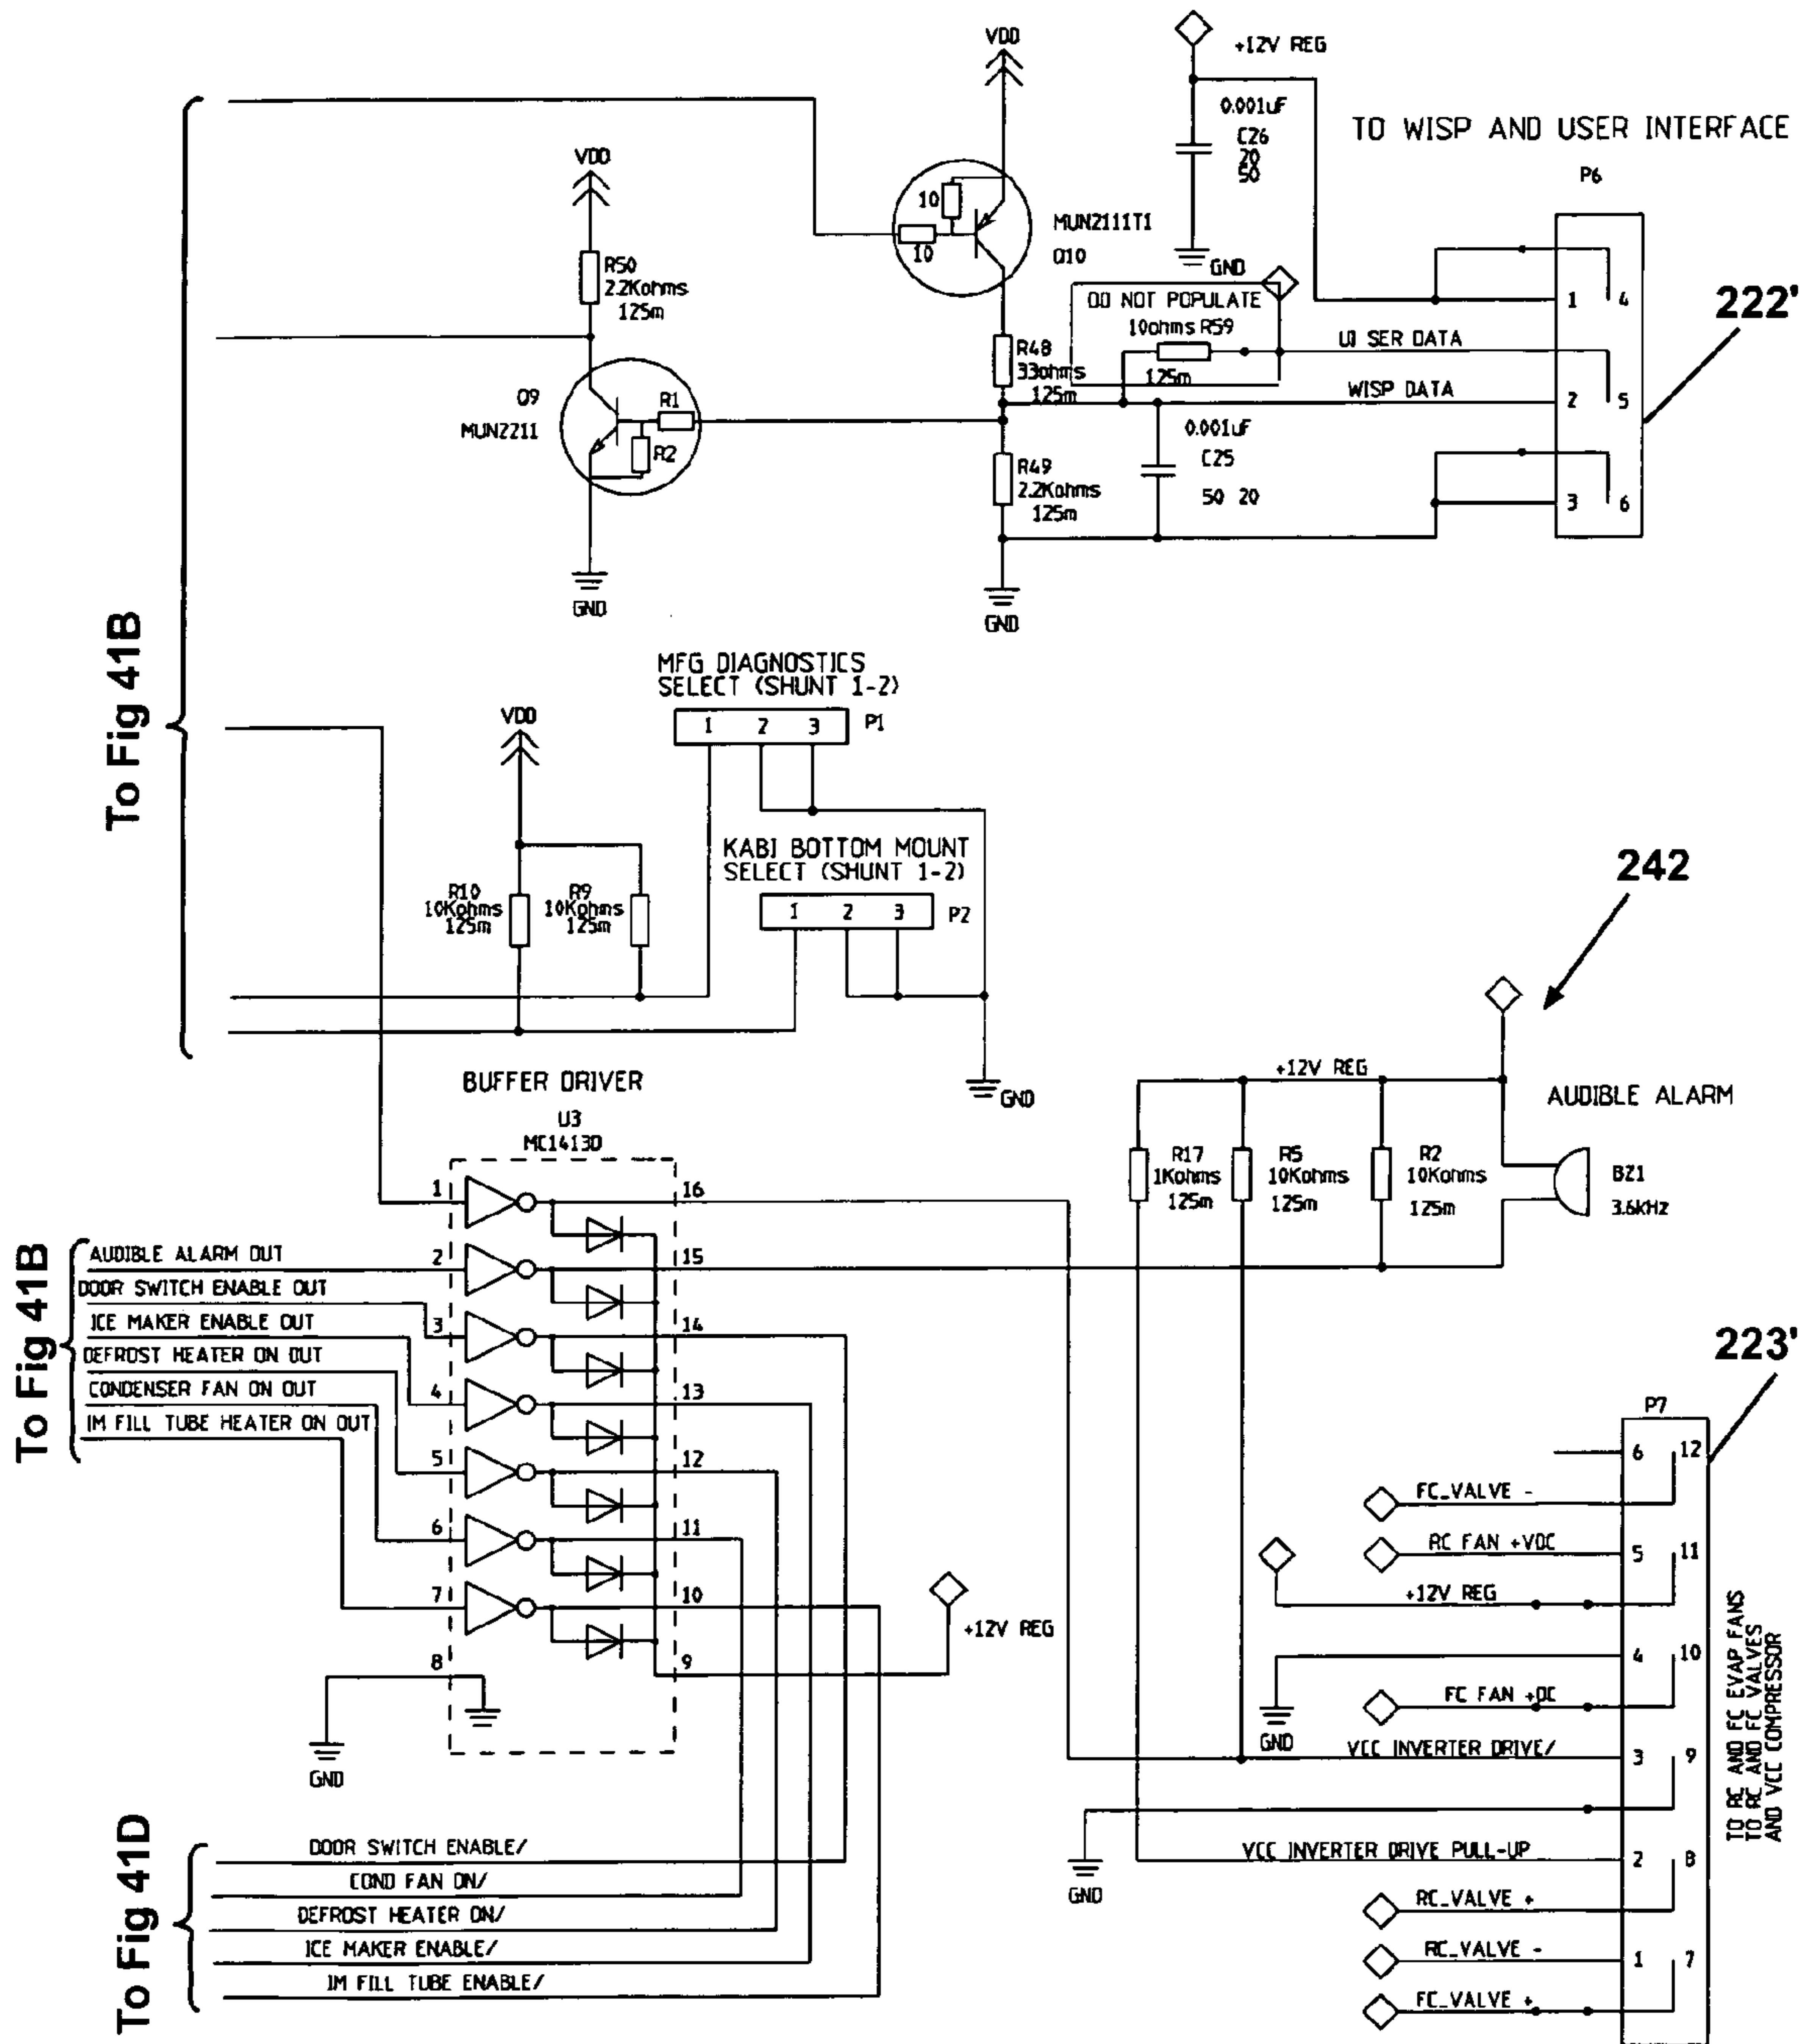 VDD
+12V REG
0.001uF
C26
20
50
TO WISP AND USER INTERFACE
P6
VDD
10
10
MUN2111T1
Q10
R50
2.2Kohms
125m
GND
DO NOT POPULATE
10ohms R59
125m
1
4
222'
UI SER DATA
R48
33ohms
125m
WISP DATA
2
5
Q9
MUN2211
R1
R2
0.001uF
C25
50 20
R49
2.2Kohms
125m
3
6
GND
GND
To Fig 41B
MFG DIAGNOSTICS
SELECT (SHUNT 1-2)
1 2 3
P1
VDD
KABI BOTTOM MOUNT
SELECT (SHUNT 1-2)
1 2 3
P2
R10
10Kohms
125m
R9
10Kohms
125m
242
GND
BUFFER DRIVER
U3
MC1413D
+12V REG
AUDIBLE ALARM
R17
1Kohms
125m
R5
10Kohms
125m
R2
10Kohms
125m
BZ1
3.6kHz
1
16
To Fig 41B
AUDIBLE ALARM OUT
2
15
DOOR SWITCH ENABLE OUT
3
14
ICE MAKER ENABLE OUT
DEFROST HEATER ON OUT
4
13
CONDENSER FAN ON OUT
IM FILL TUBE HEATER ON OUT
5
12
6
11
7
10
8
9
+12V REG
GND
223'
P7
6
12
FC_VALVE -
RC FAN +VDC
5
11
+12V REG
4
10
FC FAN +DC
GND
VCC INVERTER DRIVE/
3
9
GND
VCC INVERTER DRIVE PULL-UP
2
8
RC_VALVE +
RC_VALVE -
1
7
FC_VALVE +
TO RC AND FC EVAP FANS
TO RC AND FC VALVES
AND VCC COMPRESSOR
To Fig 41D
DOOR SWITCH ENABLE/
COND FAN ON/
DEFROST HEATER ON/
ICE MAKER ENABLE/
IM FILL TUBE ENABLE/